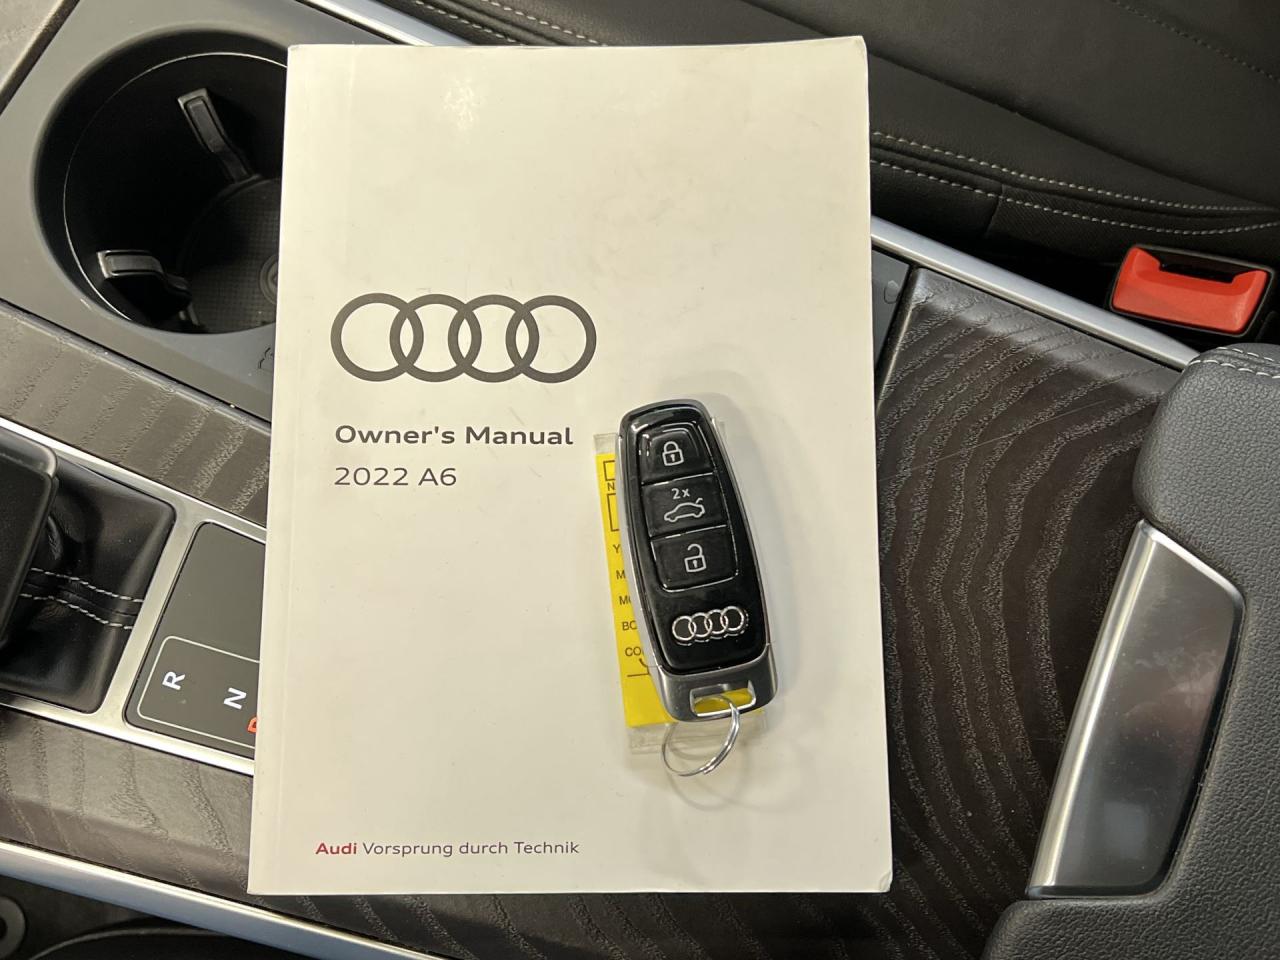 Owner's Manual
2022 A6
2x
R
N
Audi Vorsprung durch Technik